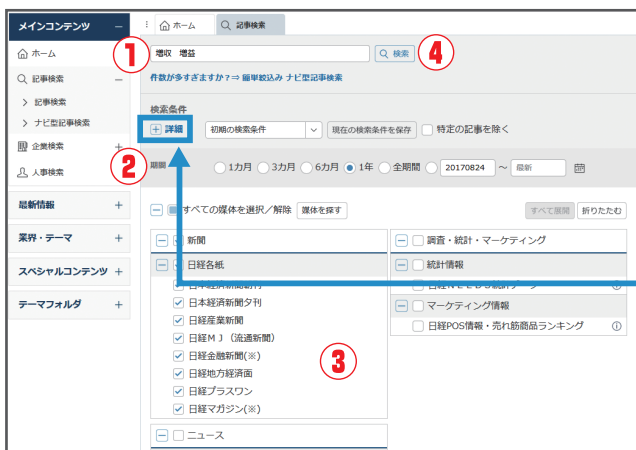 メインコンテンツ －
ホーム
記事検索 －
＞ 記事検索
＞ ナビ型記事検索
企業検索 ＋
人事検索
最新情報 ＋
業界・テーマ ＋
スペシャルコンテンツ ＋
テーマフォルダ ＋
ホーム 記事検索
1 増収 増益 検索 4
件数が多すぎますか？⇒ 簡単絞込み ナビ型記事検索
検索条件
＋ 詳細 初期の検索条件 現在の検索条件を保存 特定の記事を除く
2 期間 1カ月 3カ月 6カ月 1年 全期間 20170824 ～ 最新
すべての媒体を選択／解除 媒体を探す すべて展開 折りたたむ
新聞
日経各紙
日本経済新聞朝刊
日本経済新聞夕刊
日経産業新聞
日経ＭＪ（流通新聞）
日経金融新聞(※)
日経地方経済面
日経プラスワン
日経マガジン(※)
3
ニュース
調査・統計・マーケティング
統計情報
マーケティング情報
日経POS情報・売れ筋商品ランキング